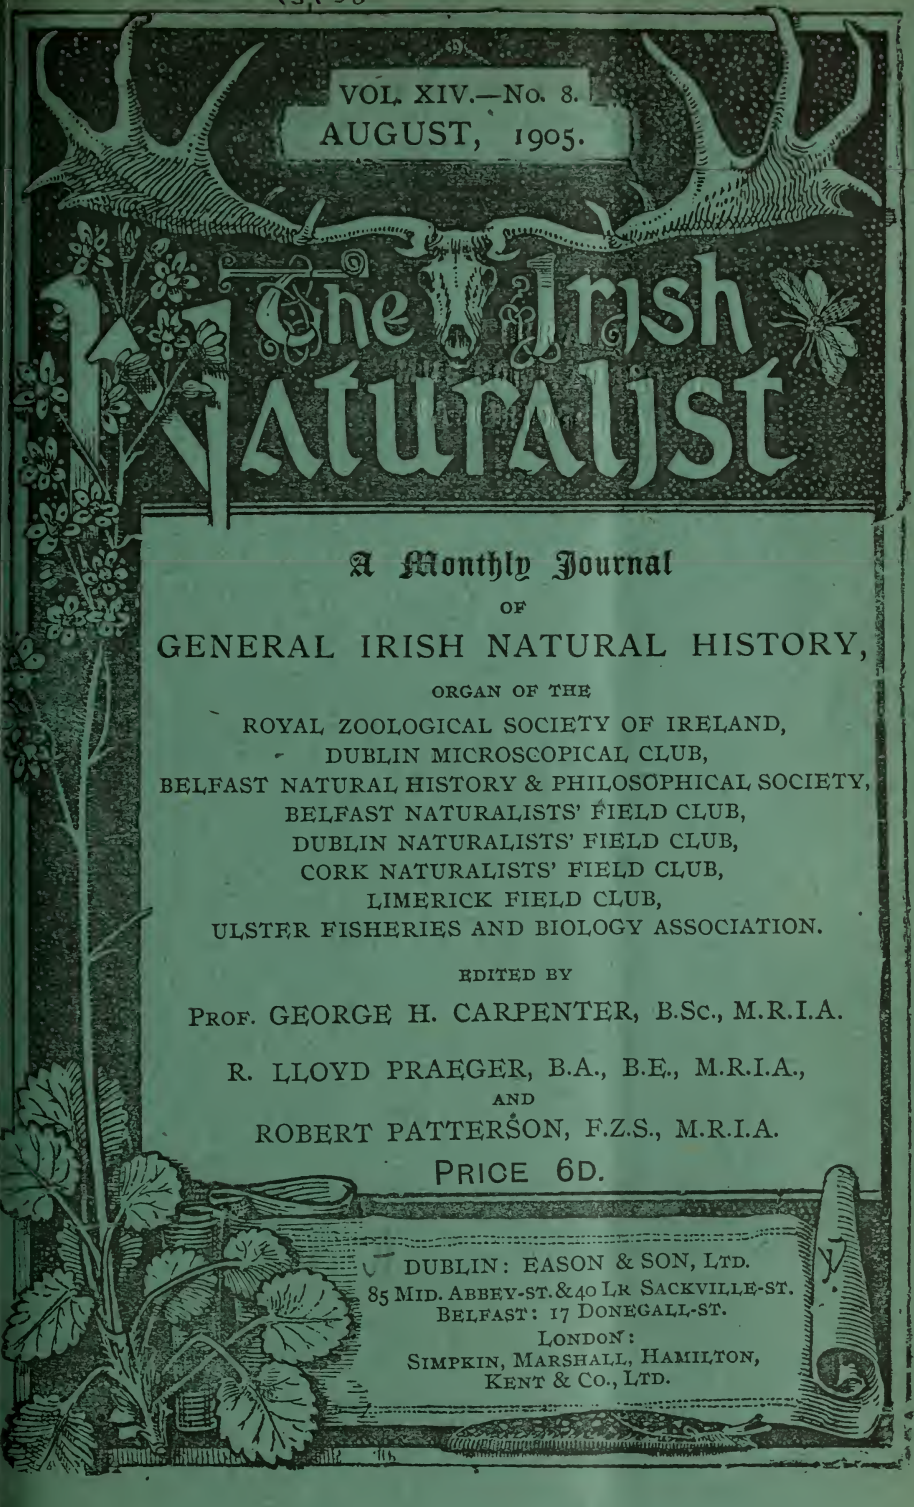 VOL. XIV.—No. 8.
AUGUST, 1905.
The Irish
Naturalist
A Monthly Journal
OF
GENERAL IRISH NATURAL HISTORY,
ORGAN OF THE
ROYAL ZOOLOGICAL SOCIETY OF IRELAND,
DUBLIN MICROSCOPICAL CLUB,
BELFAST NATURAL HISTORY & PHILOSOPHICAL SOCIETY,
BELFAST NATURALISTS' FIELD CLUB,
DUBLIN NATURALISTS' FIELD CLUB,
CORK NATURALISTS' FIELD CLUB,
LIMERICK FIELD CLUB,
ULSTER FISHERIES AND BIOLOGY ASSOCIATION.
EDITED BY
PROF. GEORGE H. CARPENTER, B.Sc., M.R.I.A.
R. LLOYD PRAEGER, B.A., B.E., M.R.I.A.,
AND
ROBERT PATTERSON, F.Z.S., M.R.I.A.
PRICE 6D.
DUBLIN: EASON & SON, LTD.
85 MID. ABBEY-ST. & 40 LR SACKVILLE-ST.
BELFAST: 17 DONEGALL-ST.
LONDON:
SIMPKIN, MARSHALL, HAMILTON,
KENT & CO., LTD.